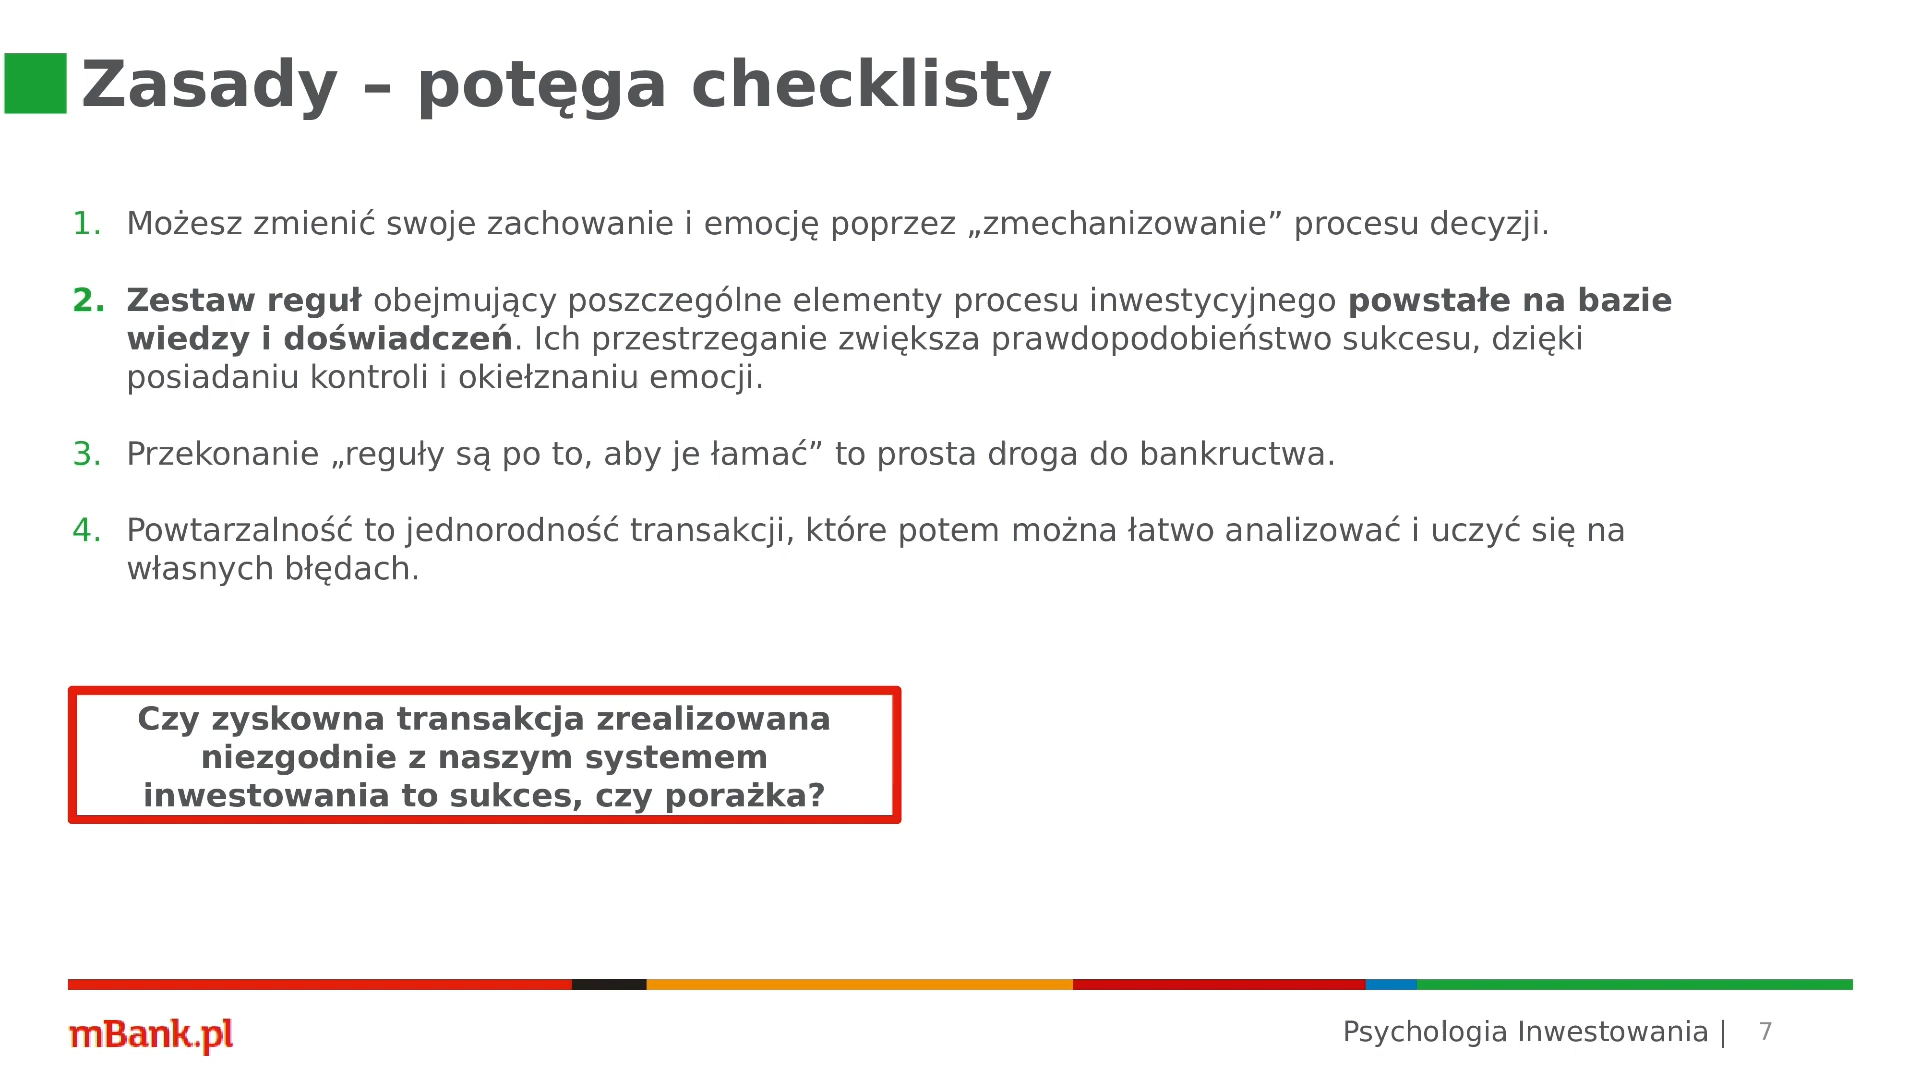 Zasady – potęga checklisty
1. Możesz zmienić swoje zachowanie i emocję poprzez „zmechanizowanie” procesu decyzji.
2. Zestaw reguł obejmujący poszczególne elementy procesu inwestycyjnego powstałe na bazie
wiedzy i doświadczeń. Ich przestrzeganie zwiększa prawdopodobieństwo sukcesu, dzięki
posiadaniu kontroli i okiełznaniu emocji.
3. Przekonanie „reguły są po to, aby je łamać” to prosta droga do bankructwa.
4. Powtarzalność to jednorodność transakcji, które potem można łatwo analizować i uczyć się na
własnych błędach.
Czy zyskowna transakcja zrealizowana
niezgodnie z naszym systemem
inwestowania to sukces, czy porażka?
mBank.pl
Psychologia Inwestowania | 7